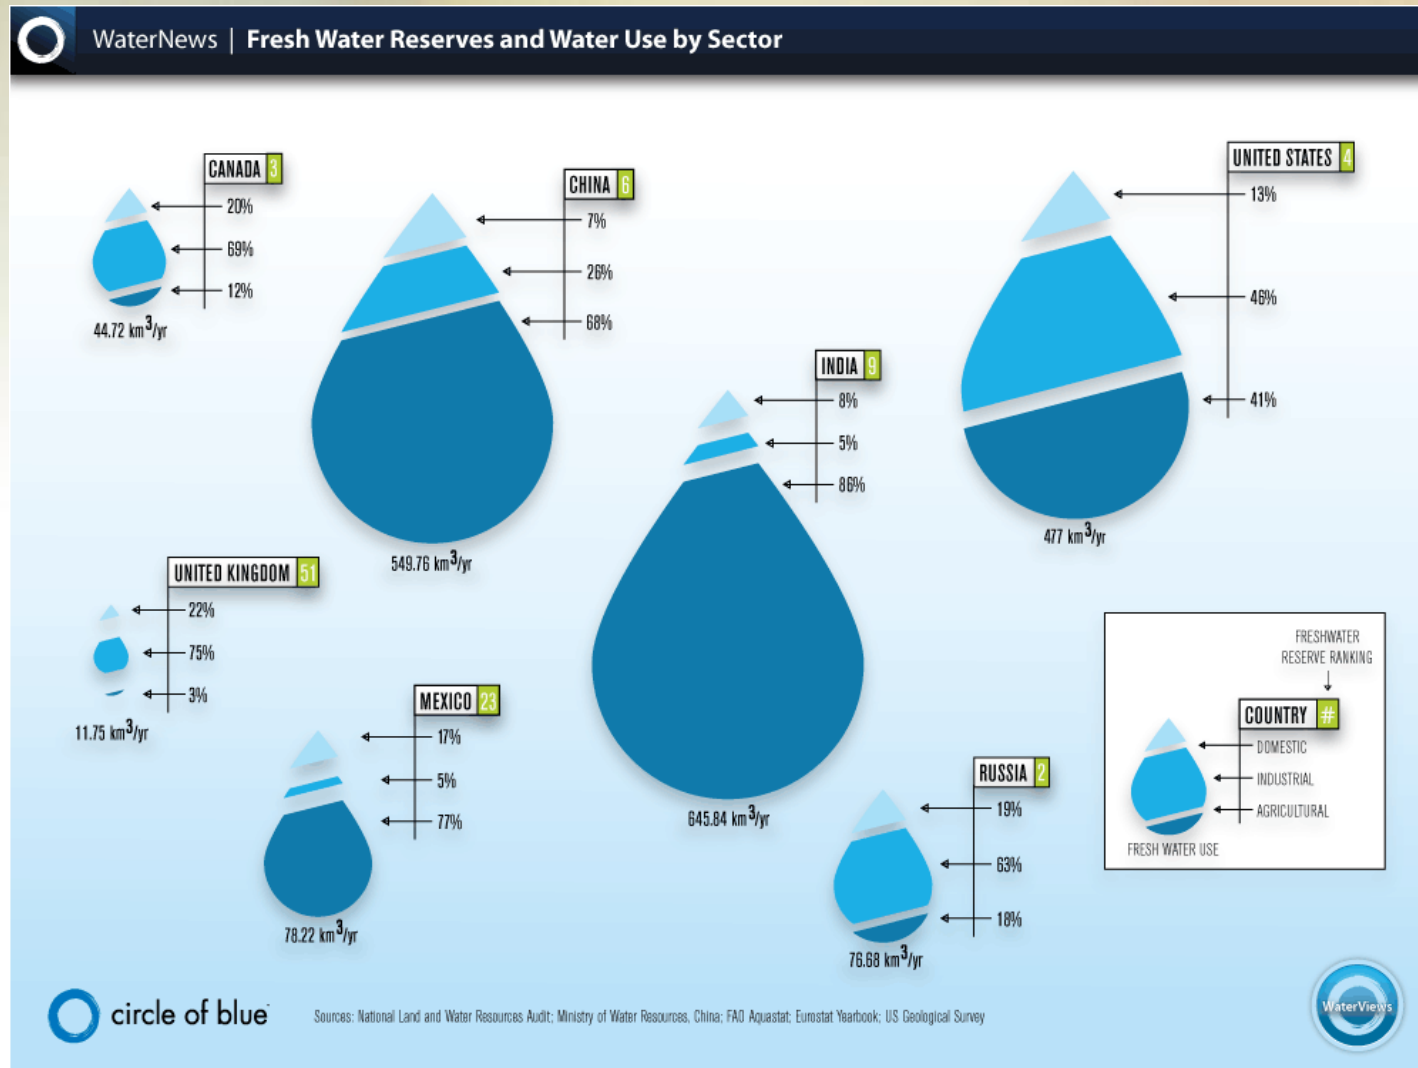 WaterNews | Fresh Water Reserves and Water Use by Sector
CANADA 3
20%
69%
12%
44.72 km3/yr
CHINA 6
7%
26%
68%
549.76 km3/yr
UNITED STATES 4
13%
46%
41%
477 km3/yr
INDIA 9
8%
5%
86%
645.84 km3/yr
UNITED KINGDOM 51
22%
75%
3%
11.75 km3/yr
MEXICO 23
17%
5%
77%
78.22 km3/yr
RUSSIA 2
19%
63%
18%
76.68 km3/yr
FRESHWATER
RESERVE RANKING
COUNTRY #
DOMESTIC
INDUSTRIAL
AGRICULTURAL
FRESH WATER USE
circle of blue
Sources: National Land and Water Resources Audit; Ministry of Water Resources, China; FAO Aquastat; Eurostat Yearbook; US Geological Survey
WaterViews